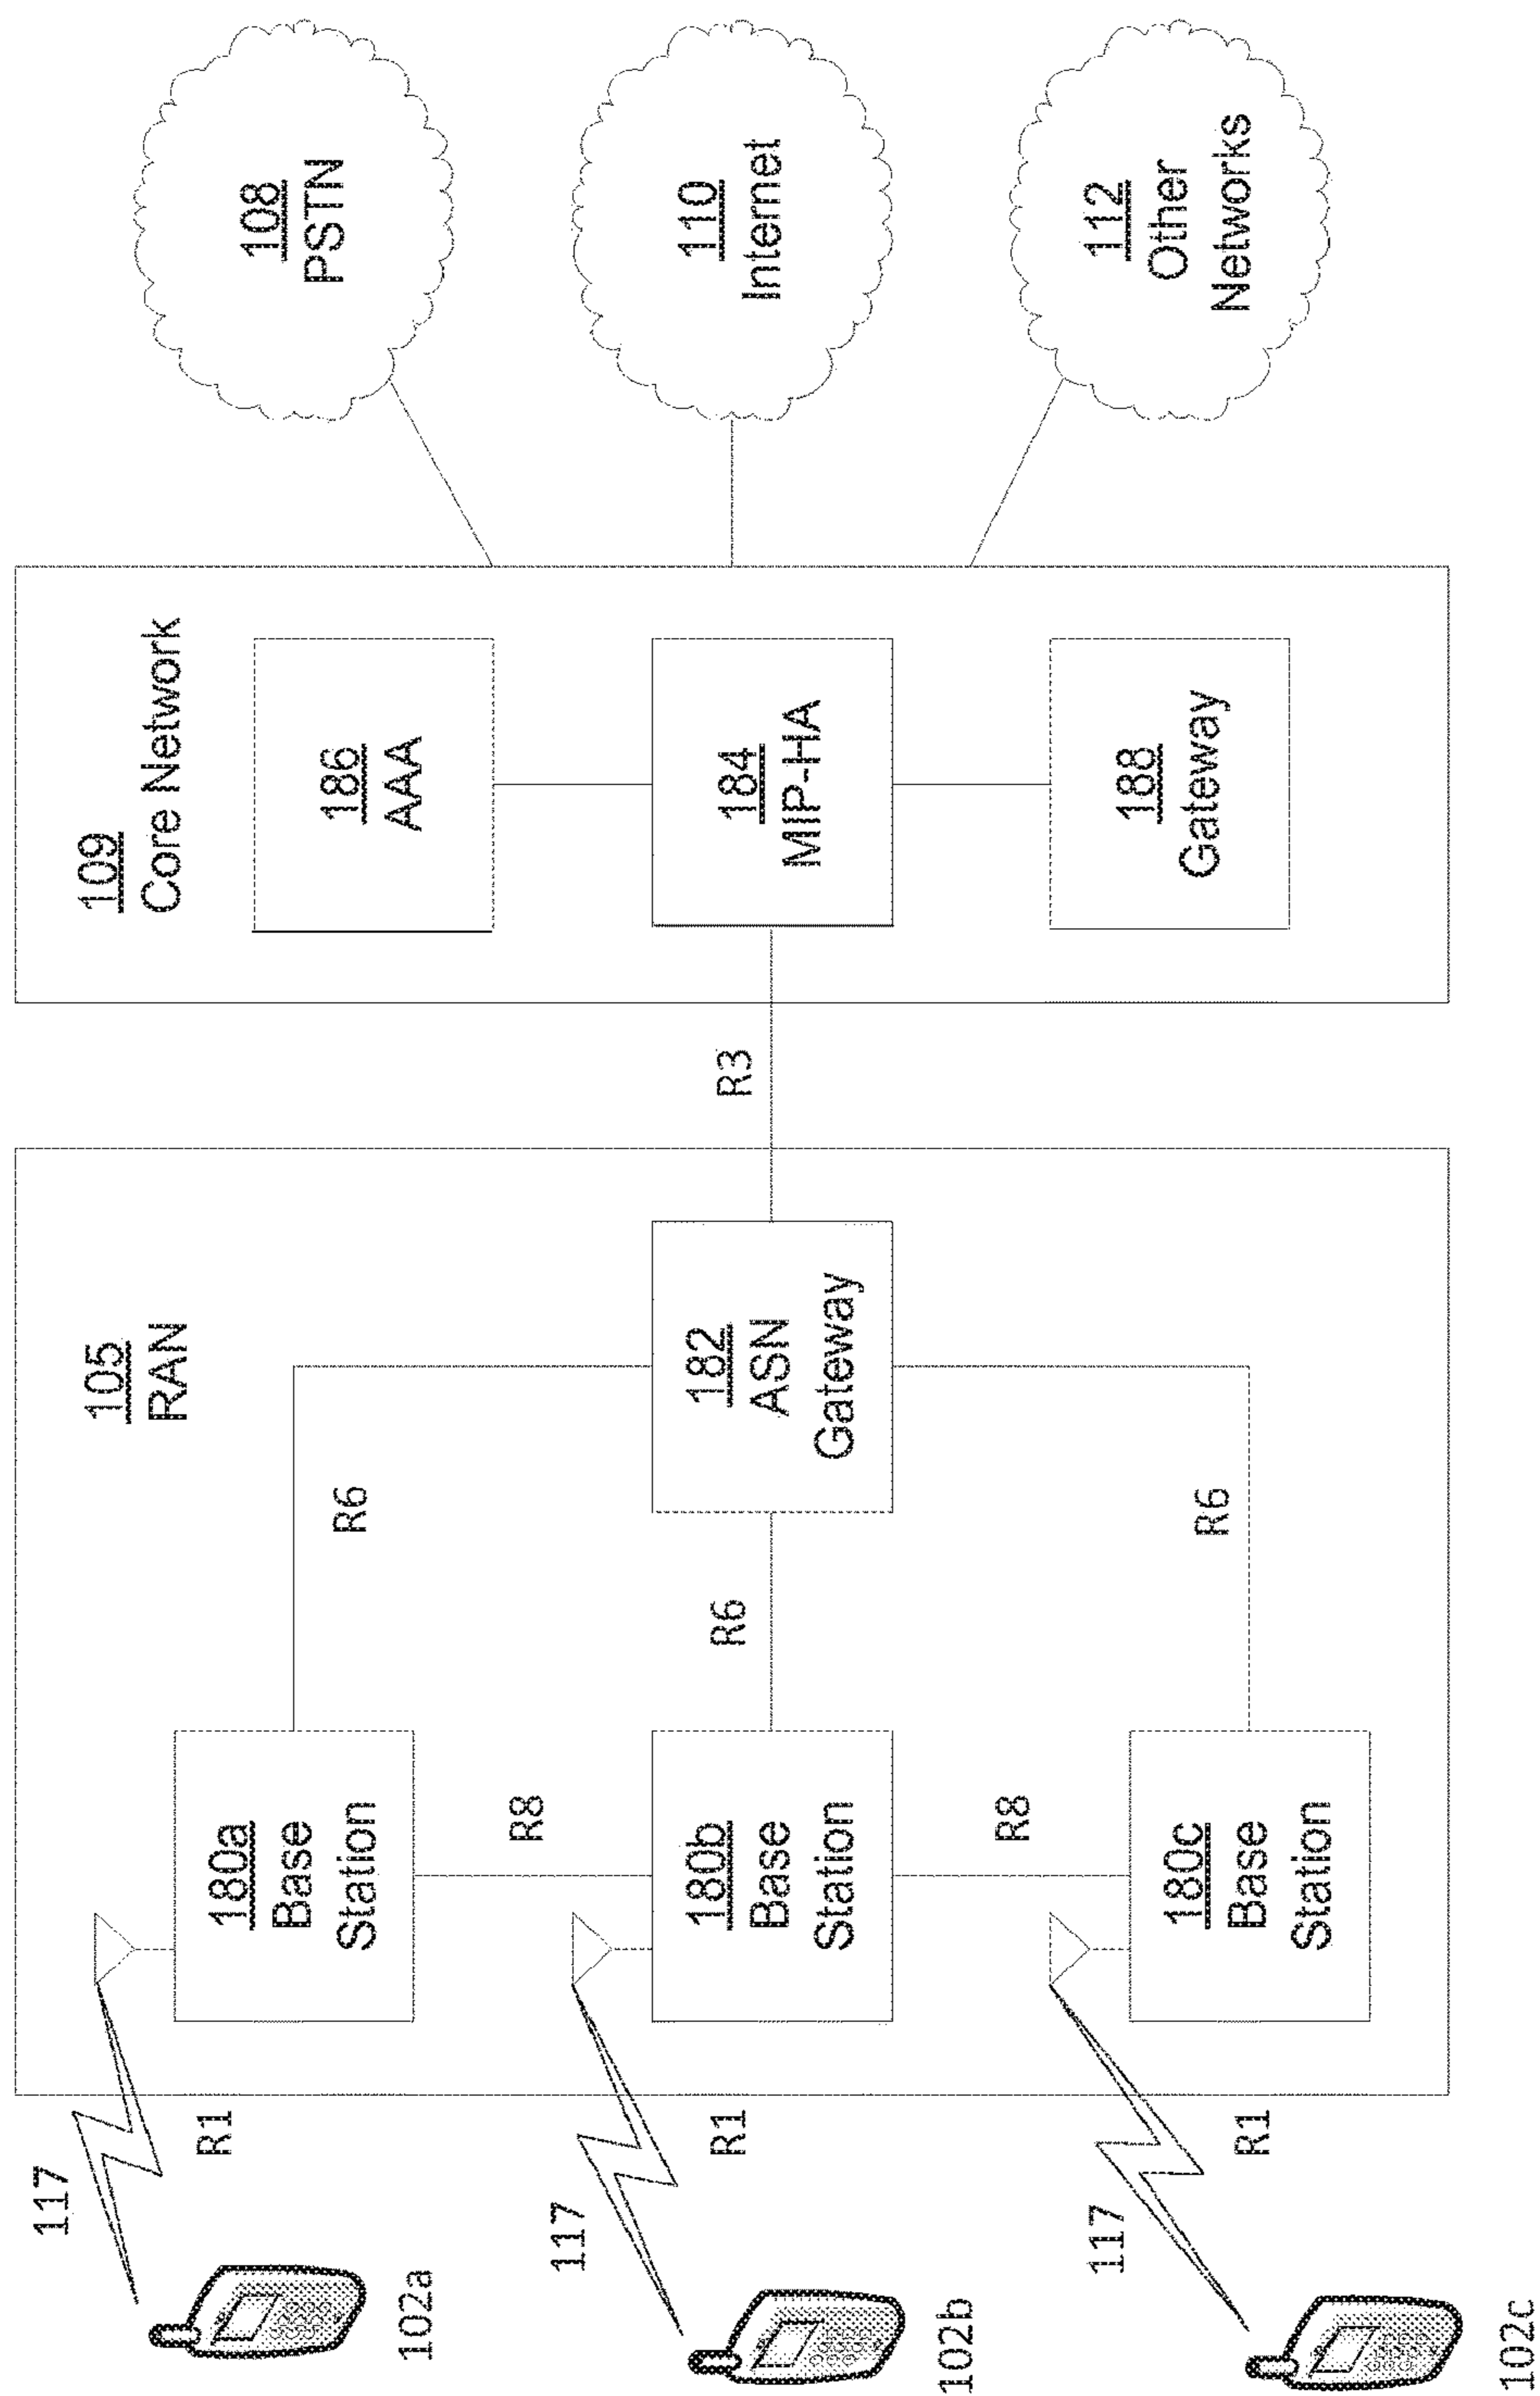 117
102a
R1
117
102b
R1
117
102c
R1
105
RAN
180a
Base
Station
R8
180b
Base
Station
R8
180c
Base
Station
R6
R6
R6
182
ASN
Gateway
R3
109
Core Network
186
AAA
184
MIP-HA
188
Gateway
108
PSTN
110
Internet
112
Other
Networks